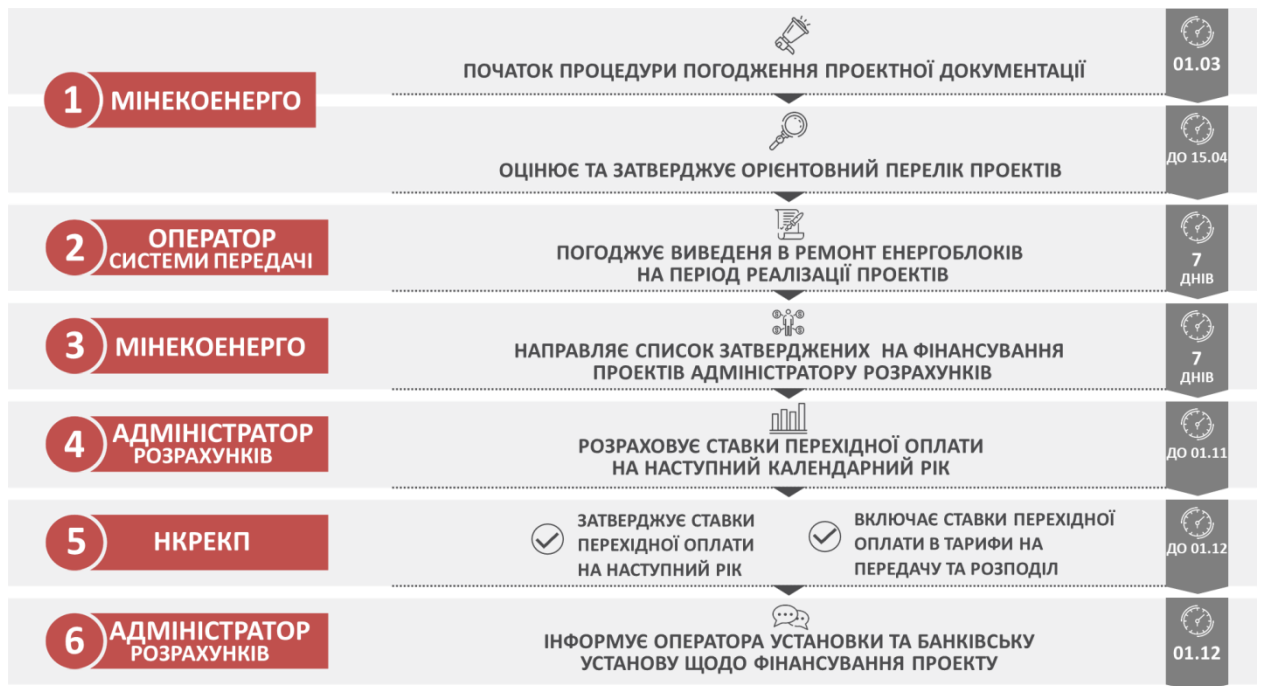 1 МІНЕКОЕНЕРГО
ПОЧАТОК ПРОЦЕДУРИ ПОГОДЖЕННЯ ПРОЕКТНОЇ ДОКУМЕНТАЦІЇ
01.03
ОЦІНЮЄ ТА ЗАТВЕРДЖУЄ ОРІЄНТОВНИЙ ПЕРЕЛІК ПРОЕКТІВ
ДО 15.04
2 ОПЕРАТОР
СИСТЕМИ ПЕРЕДАЧІ
ПОГОДЖУЄ ВИВЕДЕНЯ В РЕМОНТ ЕНЕРГОБЛОКІВ
НА ПЕРІОД РЕАЛІЗАЦІЇ ПРОЕКТІВ
7
ДНІВ
3 МІНЕКОЕНЕРГО
НАПРАВЛЯЄ СПИСОК ЗАТВЕРДЖЕНИХ НА ФІНАНСУВАННЯ
ПРОЕКТІВ АДМІНІСТРАТОРУ РОЗРАХУНКІВ
7
ДНІВ
4 АДМІНІСТРАТОР
РОЗРАХУНКІВ
РОЗРАХОВУЄ СТАВКИ ПЕРЕХІДНОЇ ОПЛАТИ
НА НАСТУПНИЙ КАЛЕНДАРНИЙ РІК
ДО 01.11
5 НКРЕКП
ЗАТВЕРДЖУЄ СТАВКИ
ПЕРЕХІДНОЇ ОПЛАТИ
НА НАСТУПНИЙ РІК
ВКЛЮЧАЄ СТАВКИ ПЕРЕХІДНОЇ
ОПЛАТИ В ТАРИФИ НА
ПЕРЕДАЧУ ТА РОЗПОДІЛ
ДО 01.12
6 АДМІНІСТРАТОР
РОЗРАХУНКІВ
ІНФОРМУЄ ОПЕРАТОРА УСТАНОВКИ ТА БАНКІВСЬКУ
УСТАНОВУ ЩОДО ФІНАНСУВАННЯ ПРОЕКТУ
01.12